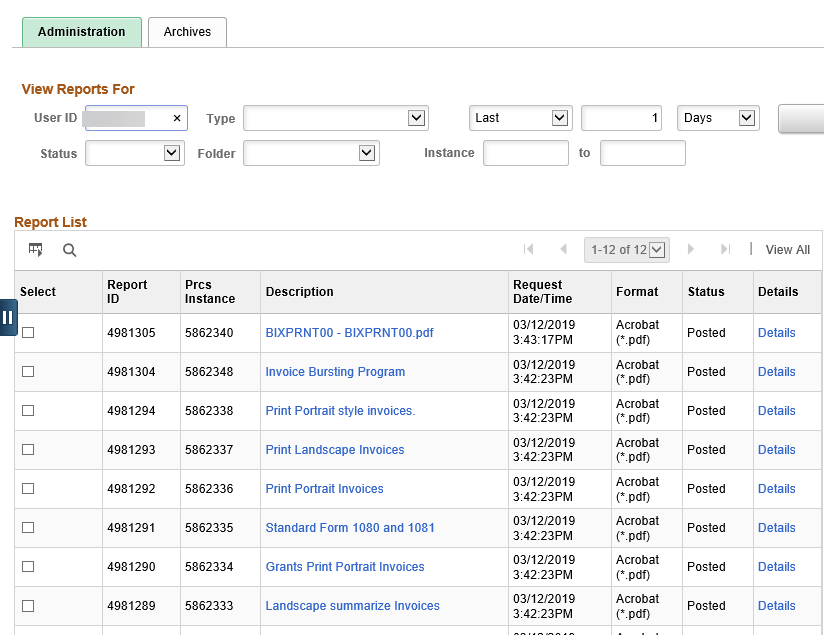 Administration Archives
View Reports For
User ID × Type Last 1 Days
Status Folder Instance to
Report List
1-12 of 12 | View All
Select Report ID Prcs Instance Description Request Date/Time Format Status Details
4981305 5862340 BIXPRNT00 - BIXPRNT00.pdf 03/12/2019 3:43:17PM Acrobat (*.pdf) Posted Details
4981304 5862348 Invoice Bursting Program 03/12/2019 3:42:23PM Acrobat (*.pdf) Posted Details
4981294 5862338 Print Portrait style invoices. 03/12/2019 3:42:23PM Acrobat (*.pdf) Posted Details
4981293 5862337 Print Landscape Invoices 03/12/2019 3:42:23PM Acrobat (*.pdf) Posted Details
4981292 5862336 Print Portrait Invoices 03/12/2019 3:42:23PM Acrobat (*.pdf) Posted Details
4981291 5862335 Standard Form 1080 and 1081 03/12/2019 3:42:23PM Acrobat (*.pdf) Posted Details
4981290 5862334 Grants Print Portrait Invoices 03/12/2019 3:42:23PM Acrobat (*.pdf) Posted Details
4981289 5862333 Landscape summarize Invoices 03/12/2019 3:42:23PM Acrobat (*.pdf) Posted Details